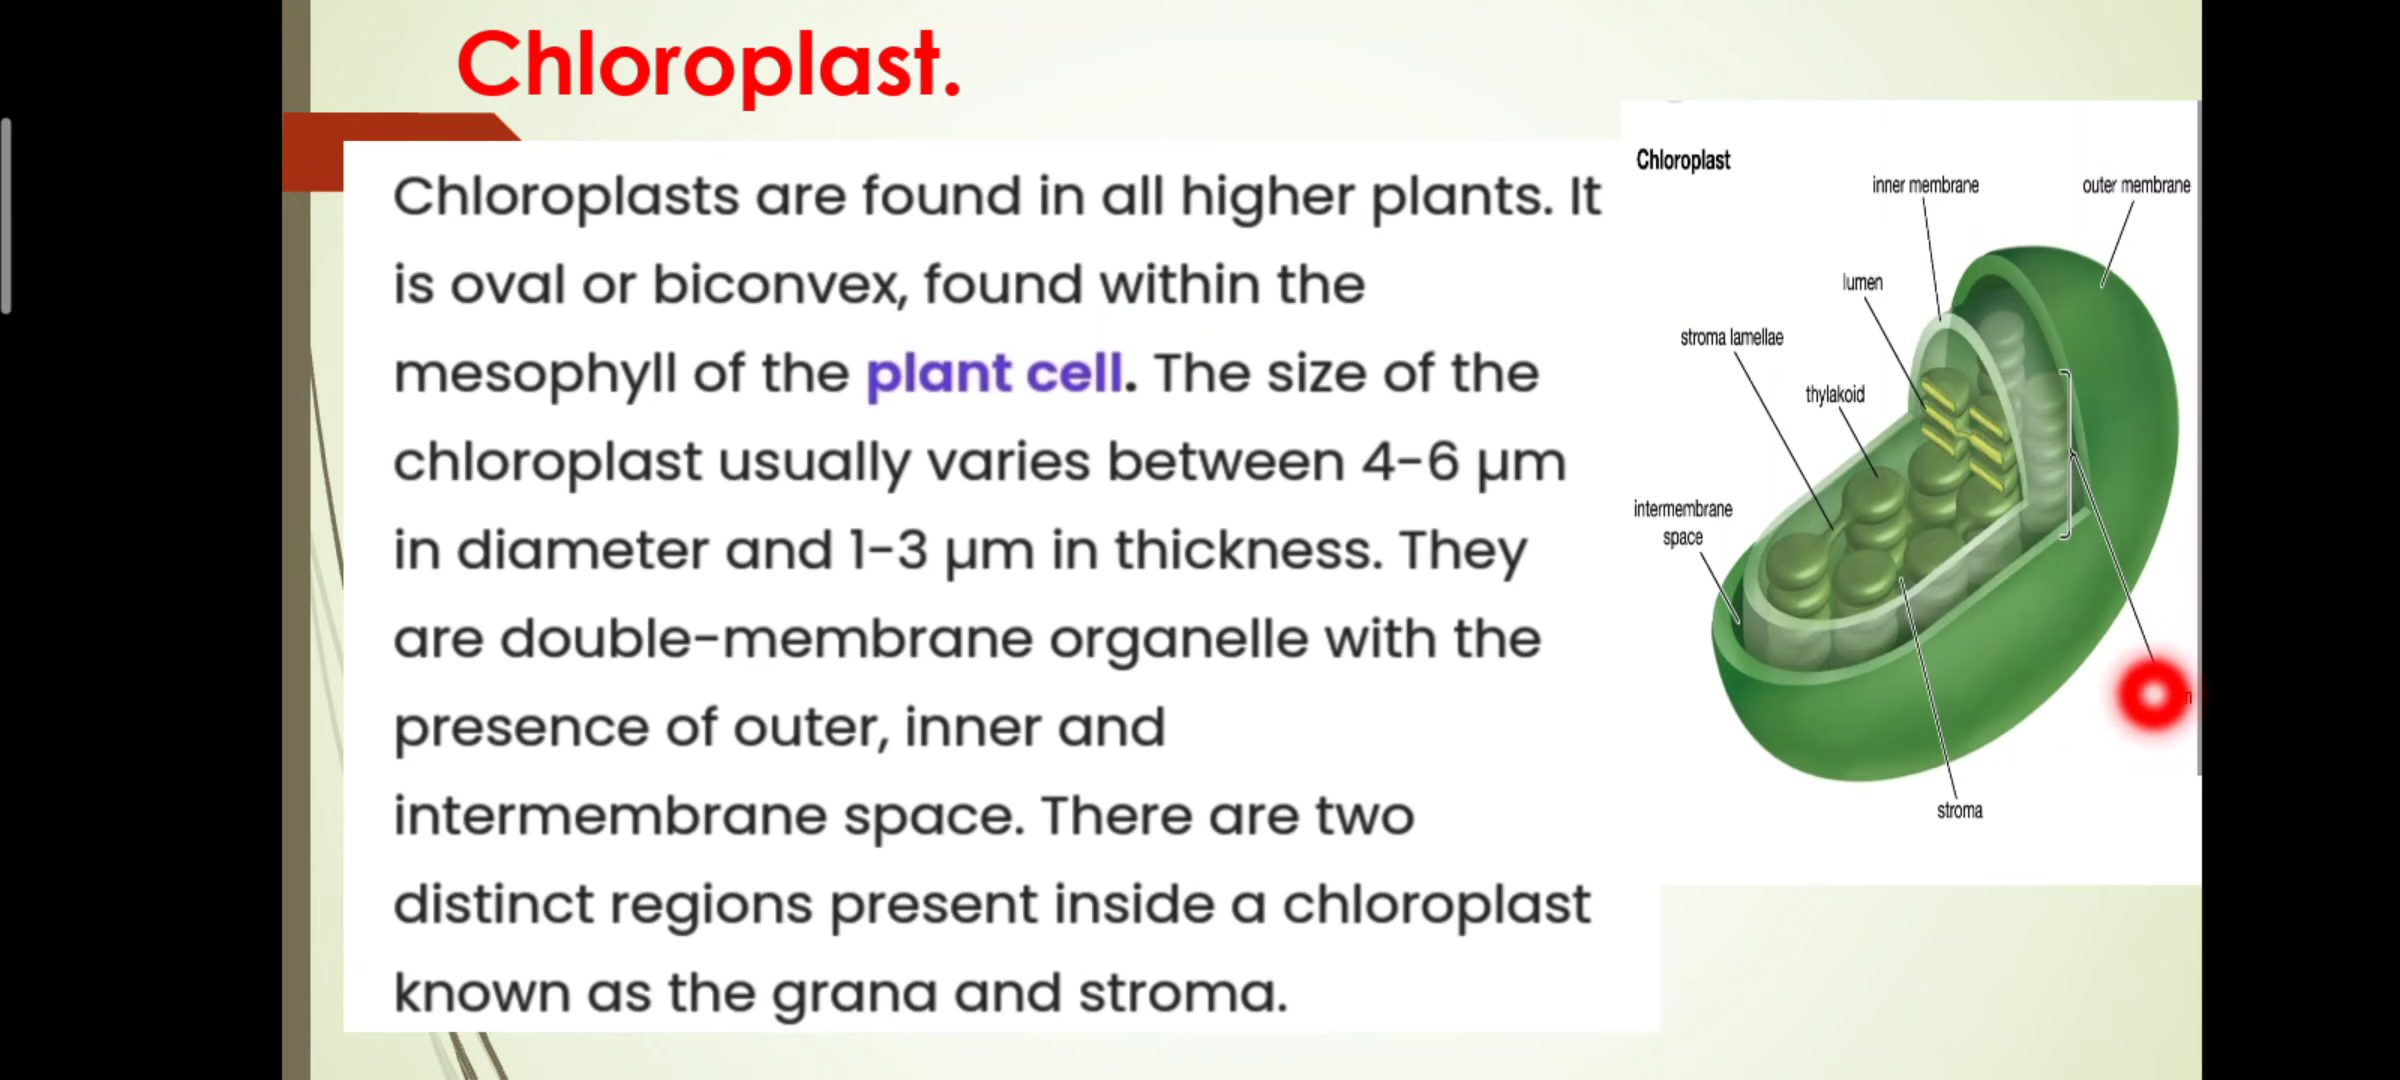 Chloroplast.
Chloroplasts are found in all higher plants. It
is oval or biconvex, found within the
mesophyll of the plant cell. The size of the
chloroplast usually varies between 4-6 µm
in diameter and 1-3 µm in thickness. They
are double-membrane organelle with the
presence of outer, inner and
intermembrane space. There are two
distinct regions present inside a chloroplast
known as the grana and stroma.
Chloroplast
inner membrane
outer membrane
lumen
stroma lamellae
thylakoid
intermembrane
space
stroma